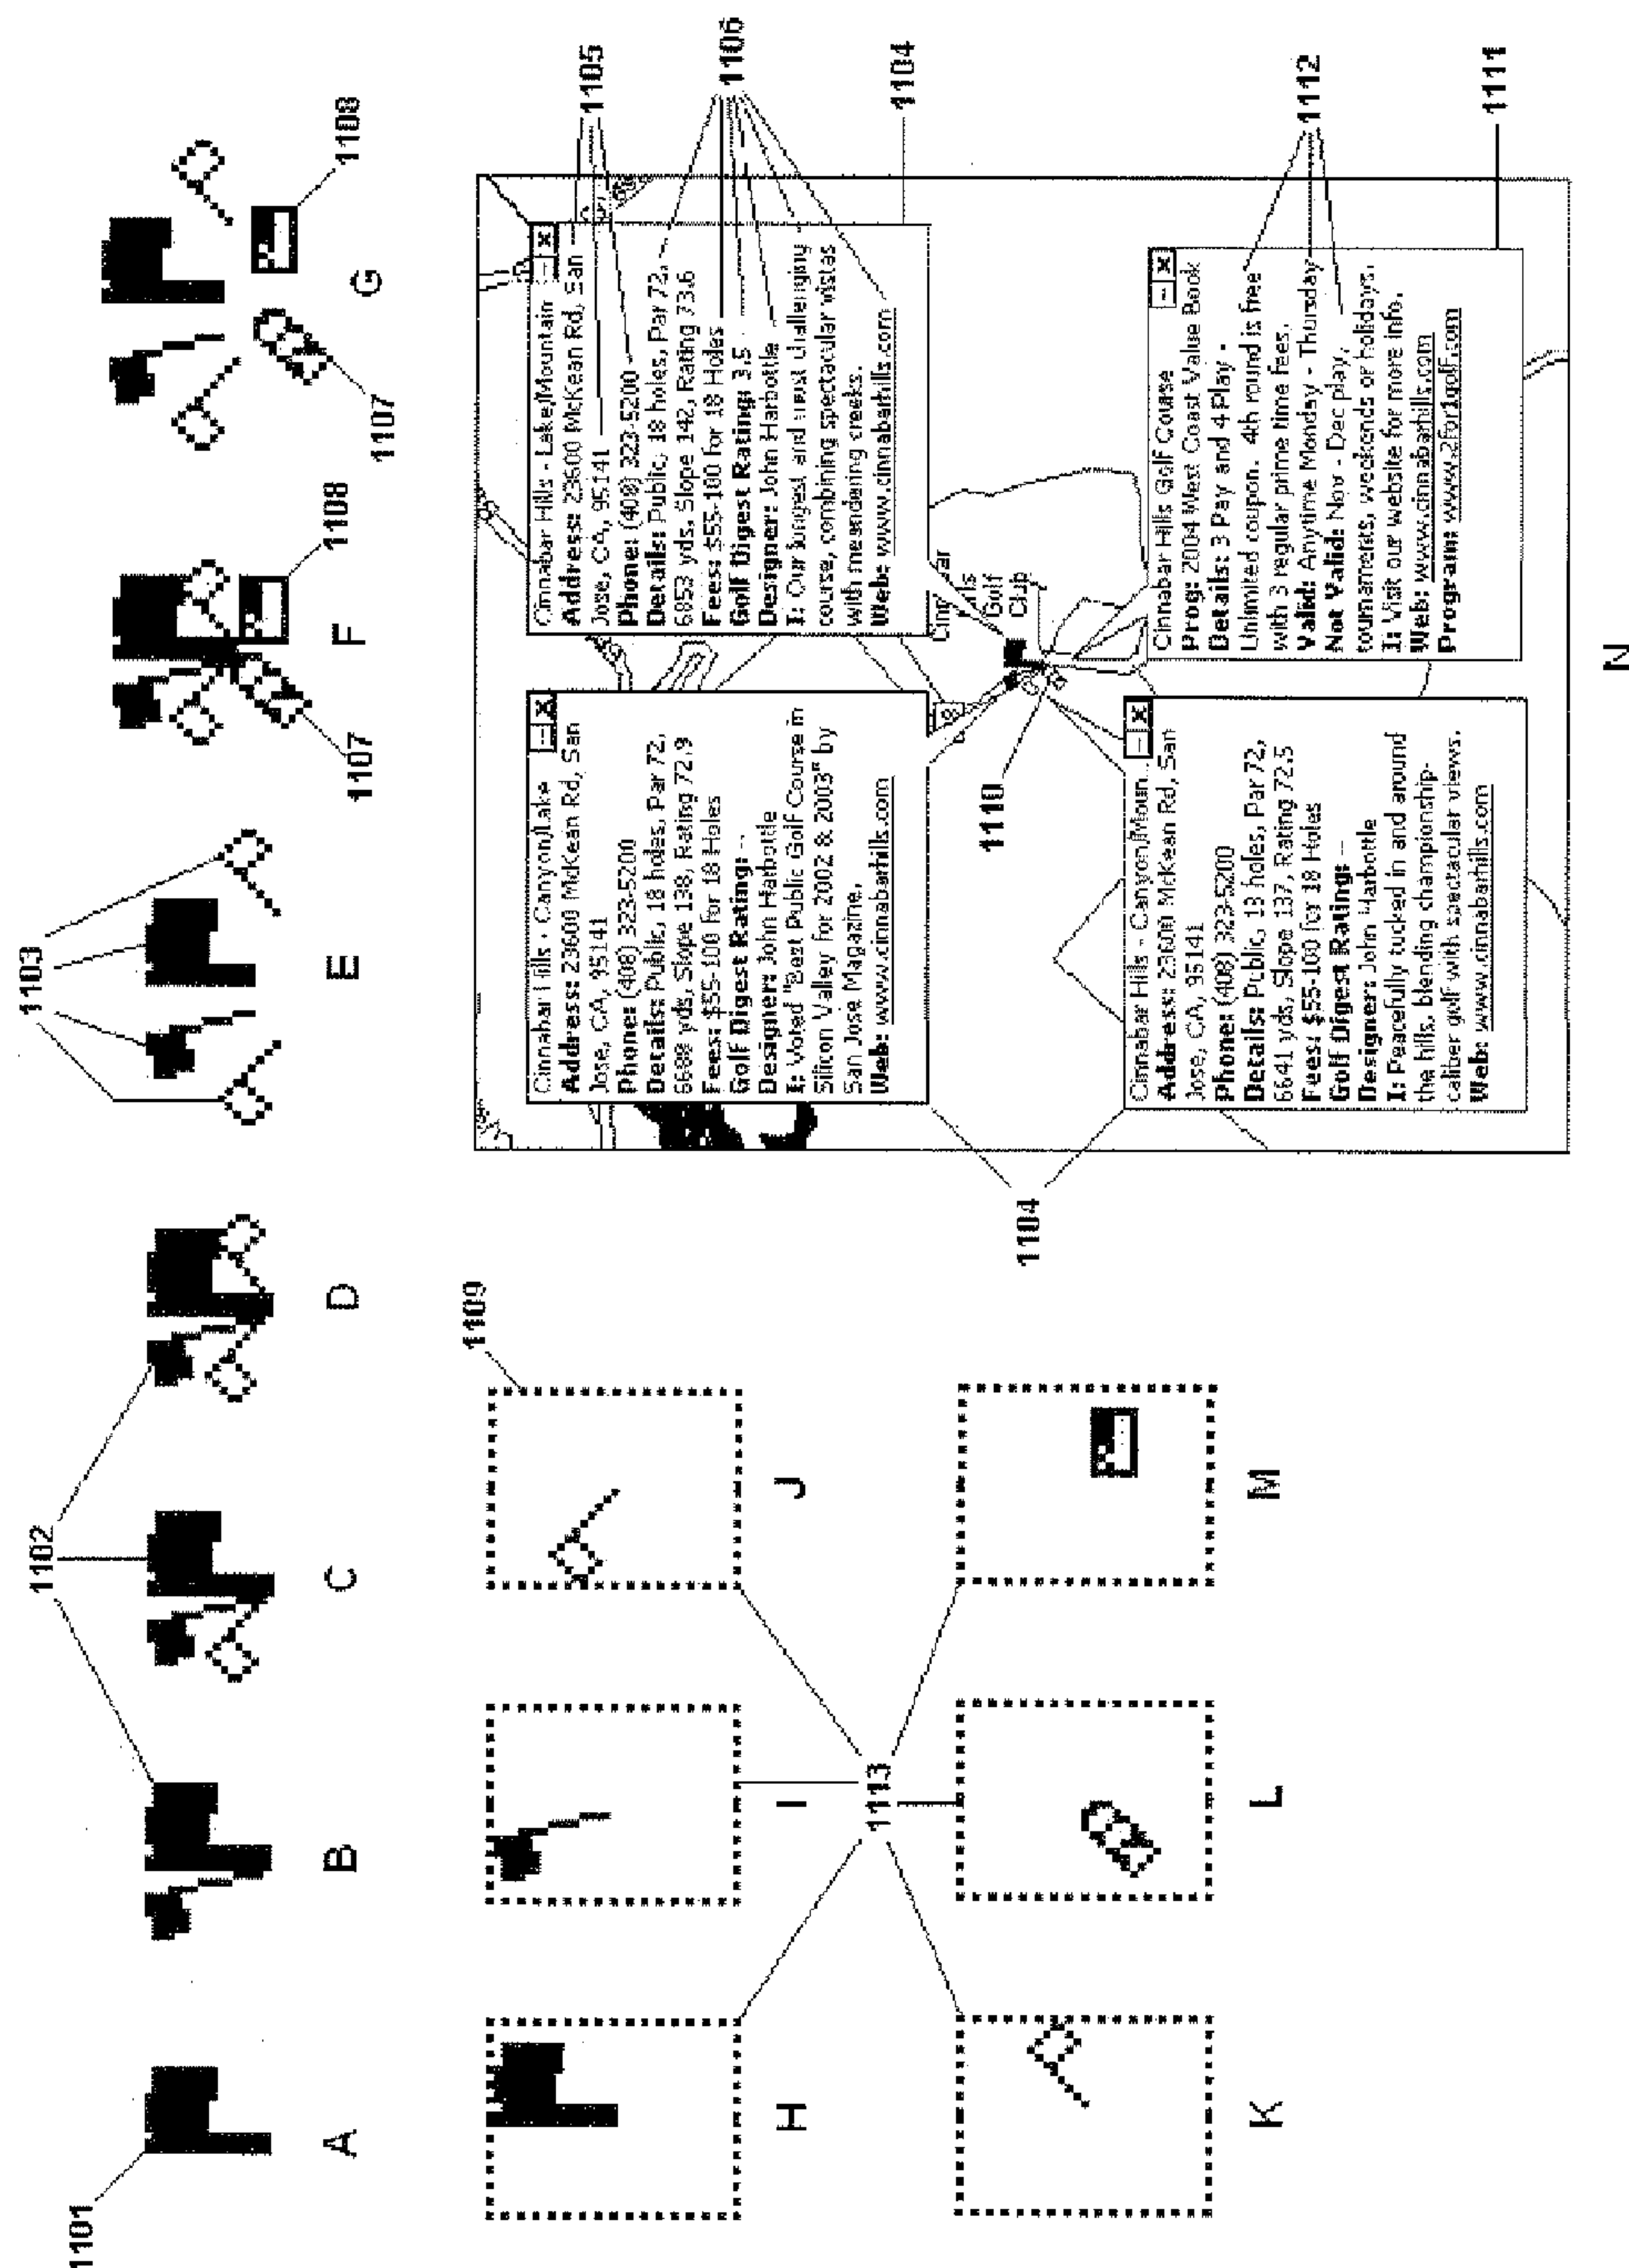 1101
A
B
1102
C
D
1103
E
1107
F
1108
1107
G
1108
H
I
1109
J
1113
K
L
M
1104
Cinnabar Hills - Canyon/Lake
Address: 23600 McKean Rd, San
Jose, CA, 95141
Phone: (408) 323-5200
Details: Public, 18 holes, Par 72,
6688 yds, Slope 138, Rating 72.9
Fees: $55-100 for 18 Holes
Golf Digest Rating: --
Designer: John Harbottle
I: Voted "Best Public Golf Course in
Silicon Valley for 2002 & 2003" by
San Jose Magazine.
Web: www.cinnabarhills.com
Cinnabar Hills - Lake/Mountain
Address: 23600 McKean Rd, San
Jose, CA, 95141
Phone: (408) 323-5200
Details: Public, 18 holes, Par 72,
6853 yds, Slope 142, Rating 73.6
Fees: $55-100 for 18 Holes
Golf Digest Rating: 3.5
Designer: John Harbottle
I: Our longest and most challenging
course, combining spectacular vistas
with meandering creeks.
Web: www.cinnabarhills.com
1105
1106
1104
Golf
Club
1110
Cinnabar Hills - Canyon/Moun...
Address: 23600 McKean Rd, San
Jose, CA, 95141
Phone: (408) 323-5200
Details: Public, 18 holes, Par 72,
6641 yds, Slope 137, Rating 72.5
Fees: $55-100 for 18 Holes
Golf Digest Rating: --
Designer: John Harbottle
I: Peacefully tucked in and around
the hills, blending championship-
caliber golf with spectacular views.
Web: www.cinnabarhills.com
Cinnabar Hills Golf Course
Prog: 2004 West Coast Value Book
Details: 3 Pay and 4 Play -
Unlimited coupon. 4th round is free
with 3 regular prime time fees.
Valid: Anytime Monday - Thursday
Not Valid: Nov - Dec play,
tournaments, weekends or holidays.
I: Visit our website for more info.
Web: www.cinnabarhills.com
Program: www.2for1golf.com
1112
1111
N